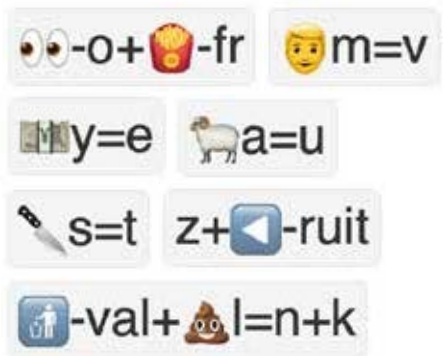 👀-o+🍟-fr 👨m=v
💴y=e 🐏a=u
🔪s=t z+◀️-ruit
🚮-val+💩l=n+k